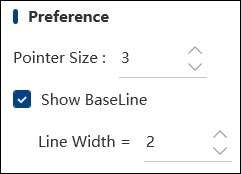 Preference
Pointer Size : 3
Show BaseLine
Line Width = 2